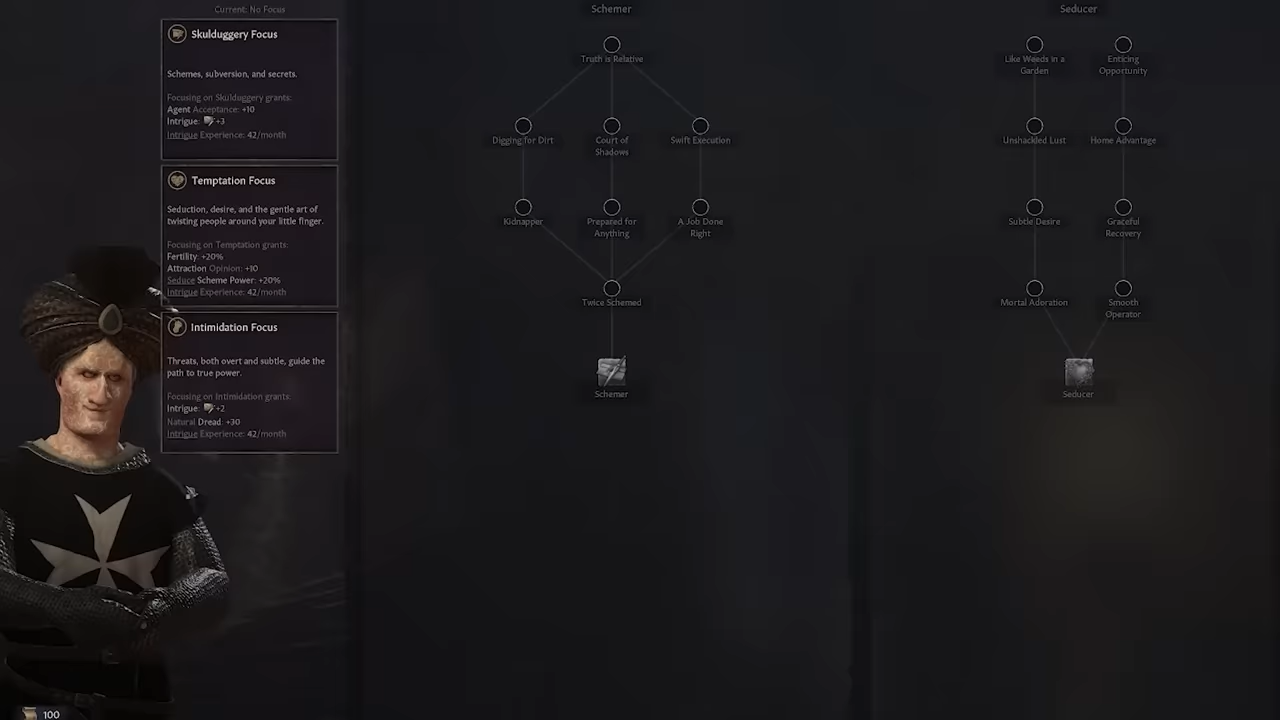 Current: No Focus
Skulduggery Focus
Schemes, subversion, and secrets.
Focusing on Skulduggery grants:
Agent Acceptance: +10
Intrigue: +3
Intrigue Experience: 42/month
Temptation Focus
Seduction, desire, and the gentle art of
twisting people around your little finger.
Focusing on Temptation grants:
Fertility: +20%
Attraction Opinion: +10
Seduce Scheme Power: +20%
Intrigue Experience: 42/month
Intimidation Focus
Threats, both overt and subtle, guide the
path to true power.
Focusing on Intimidation grants:
Intrigue: +2
Natural Dread: +30
Intrigue Experience: 42/month
100
Schemer
Truth is Relative
Digging for Dirt
Court of
Shadows
Swift Execution
Kidnapper
Prepared for
Anything
A Job Done
Right
Twice Schemed
Schemer
Seducer
Like Weeds in a
Garden
Enticing
Opportunity
Unshackled Lust
Home Advantage
Subtle Desire
Graceful
Recovery
Mortal Adoration
Smooth
Operator
Seducer